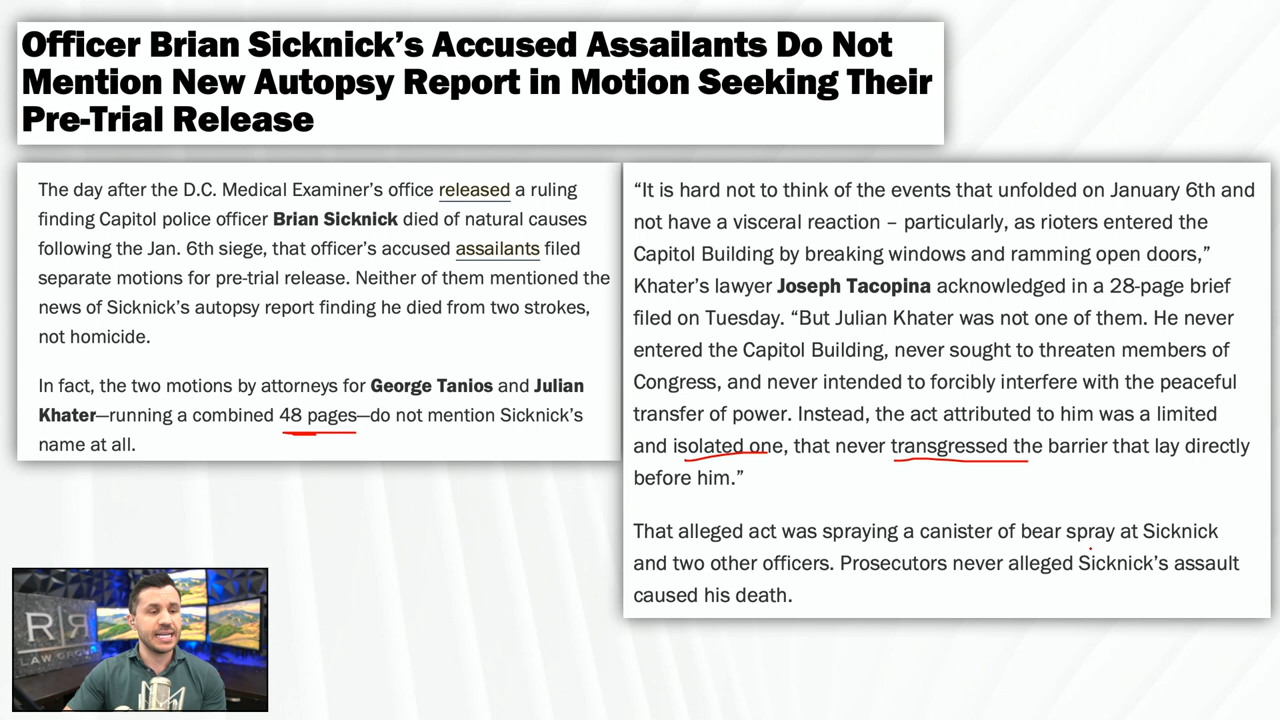 Officer Brian Sicknick’s Accused Assailants Do Not
Mention New Autopsy Report in Motion Seeking Their
Pre-Trial Release
The day after the D.C. Medical Examiner’s office released a ruling
finding Capitol police officer Brian Sicknick died of natural causes
following the Jan. 6th siege, that officer’s accused assailants filed
separate motions for pre-trial release. Neither of them mentioned the
news of Sicknick’s autopsy report finding he died from two strokes,
not homicide.
In fact, the two motions by attorneys for George Tanios and Julian
Khater—running a combined 48 pages—do not mention Sicknick’s
name at all.
“It is hard not to think of the events that unfolded on January 6th and
not have a visceral reaction – particularly, as rioters entered the
Capitol Building by breaking windows and ramming open doors,”
Khater’s lawyer Joseph Tacopina acknowledged in a 28-page brief
filed on Tuesday. “But Julian Khater was not one of them. He never
entered the Capitol Building, never sought to threaten members of
Congress, and never intended to forcibly interfere with the peaceful
transfer of power. Instead, the act attributed to him was a limited
and isolated one, that never transgressed the barrier that lay directly
before him.”
That alleged act was spraying a canister of bear spray at Sicknick
and two other officers. Prosecutors never alleged Sicknick’s assault
caused his death.
R|R
LAW GROUP